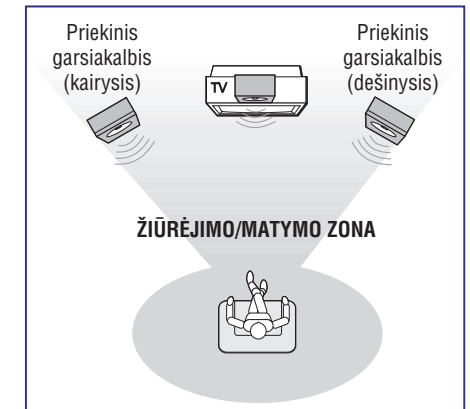 Priekinis
garsiakalbis
(kairysis)
Priekinis
garsiakalbis
(dešinysis)
TV
ŽIŪRĖJIMO/MATYMO ZONA